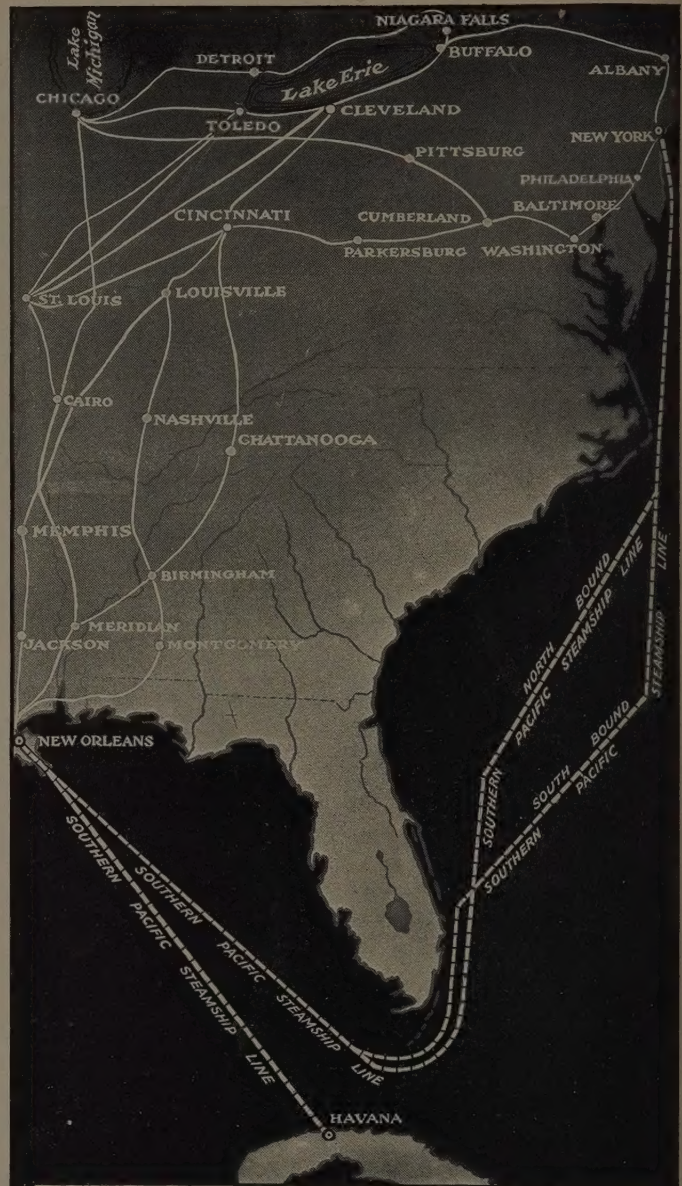 NIAGARA FALLS
Lake
Michigan
DETROIT
BUFFALO
Lake Erie
ALBANY
CHICAGO
TOLEDO
CLEVELAND
NEW YORK
PITTSBURG
PHILADELPHIA
BALTIMORE
CINCINNATI
CUMBERLAND
PARKERSBURG
WASHINGTON
ST. LOUIS
LOUISVILLE
CAIRO
NASHVILLE
CHATTANOOGA
MEMPHIS
BIRMINGHAM
MERIDIAN
JACKSON
MONTGOMERY
NEW ORLEANS
NORTH BOUND
SOUTHERN PACIFIC STEAMSHIP LINE
SOUTH BOUND
SOUTHERN PACIFIC STEAMSHIP LINE
SOUTHERN PACIFIC STEAMSHIP LINE
SOUTHERN PACIFIC STEAMSHIP LINE
HAVANA